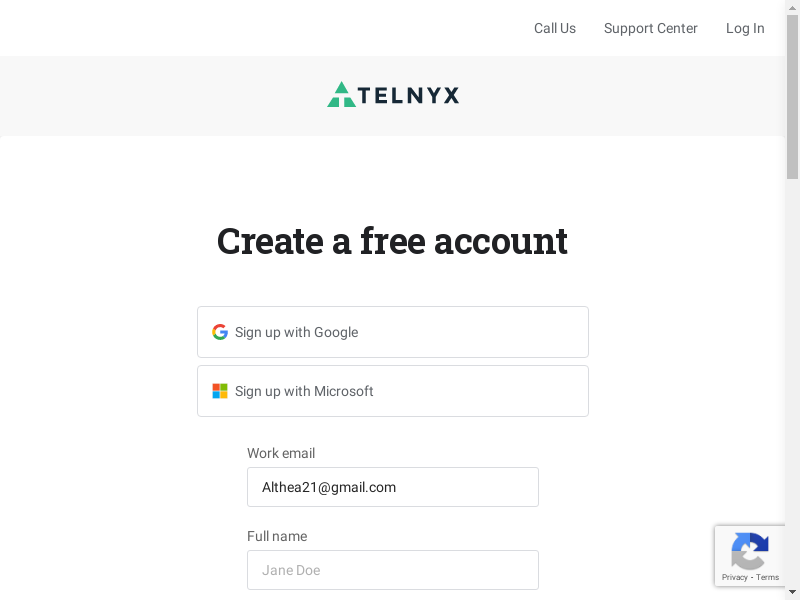 Call Us Support Center Log In
TELNYX
Create a free account
Sign up with Google
Sign up with Microsoft
Work email
Althea21@gmail.com
Full name
Jane Doe
Privacy - Terms